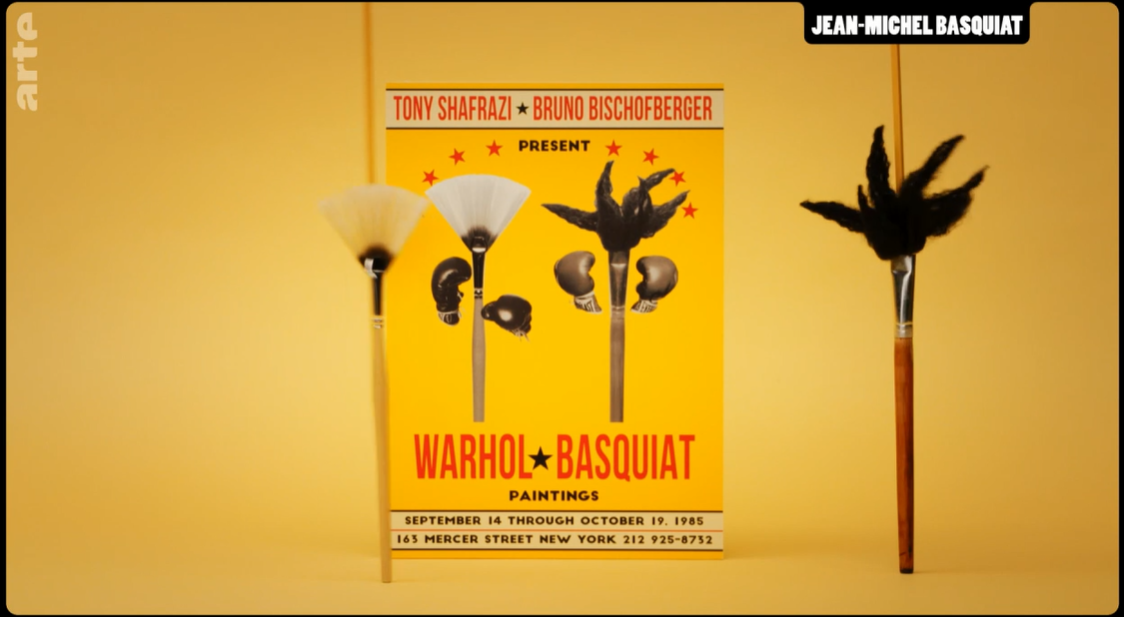 arte
JEAN-MICHEL BASQUIAT
TONY SHAFRAZI ★ BRUNO BISCHOFBERGER
PRESENT
WARHOL ★ BASQUIAT
PAINTINGS
SEPTEMBER 14 THROUGH OCTOBER 19. 1985
163 MERCER STREET NEW YORK 212 925-8732